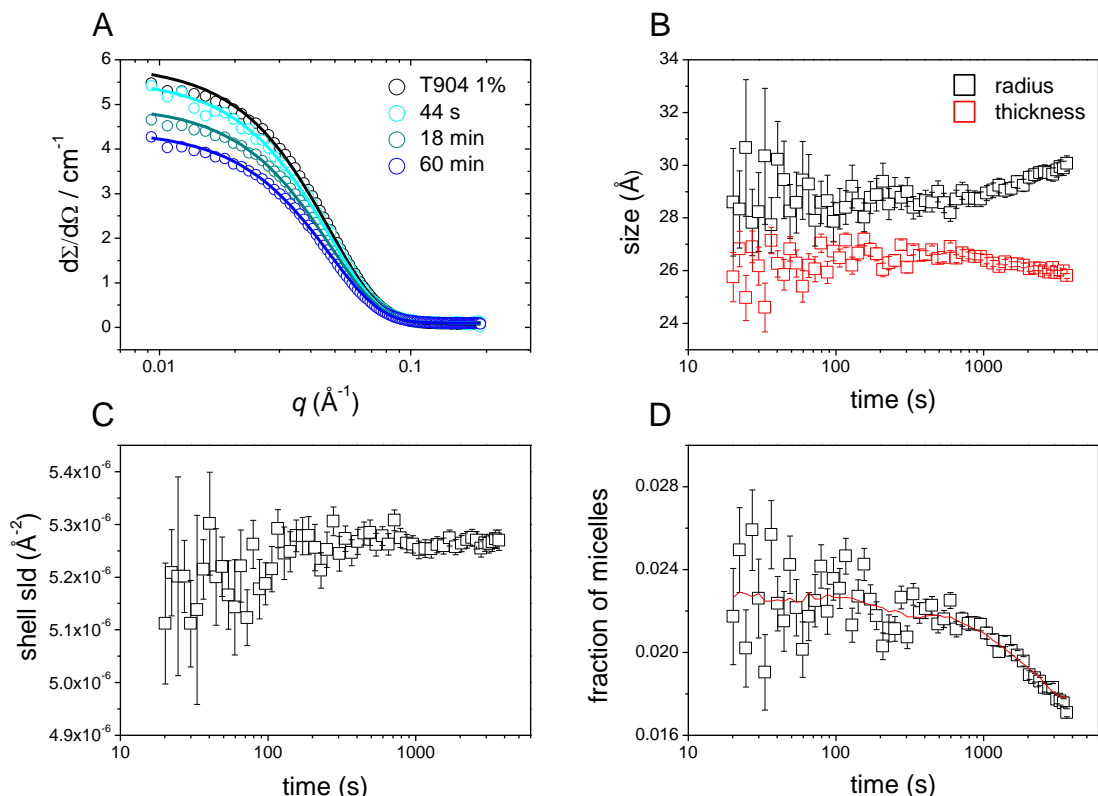 A
dΣ/dΩ / cm⁻¹
6
5
4
3
2
1
0
T904 1%
44 s
18 min
60 min
0.01 0.1
q (Å⁻¹)
B
size (Å)
34
32
30
28
26
24
radius
thickness
10 100 1000
time (s)
C
shell sld (Å⁻²)
5.4x10⁻⁶
5.3x10⁻⁶
5.2x10⁻⁶
5.1x10⁻⁶
5.0x10⁻⁶
4.9x10⁻⁶
10 100 1000
time (s)
D
fraction of micelles
0.028
0.024
0.020
0.016
10 100 1000
time (s)